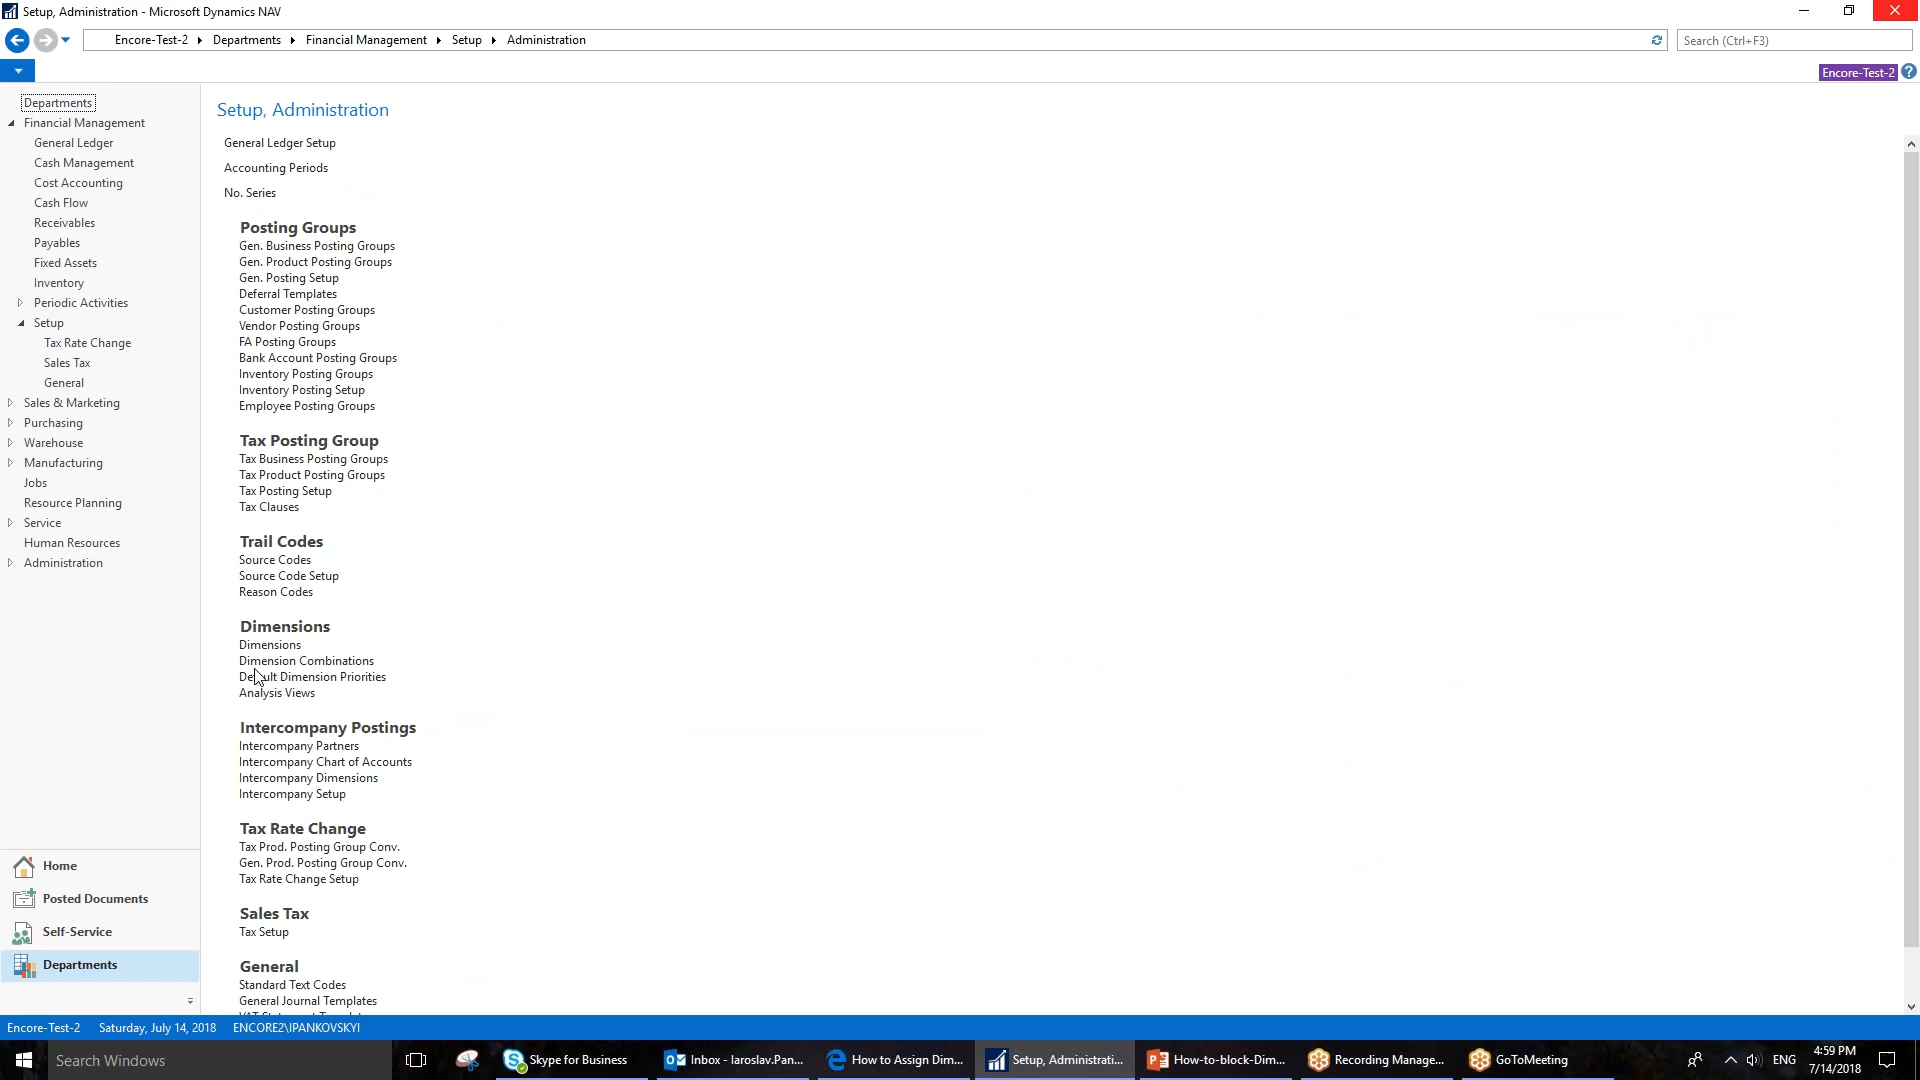 Setup, Administration - Microsoft Dynamics NAV
Encore-Test-2 Departments Financial Management Setup Administration
Search (Ctrl+F3)
Encore-Test-2
Departments
Financial Management
General Ledger
Cash Management
Cost Accounting
Cash Flow
Receivables
Payables
Fixed Assets
Inventory
Periodic Activities
Setup
Tax Rate Change
Sales Tax
General
Sales & Marketing
Purchasing
Warehouse
Manufacturing
Jobs
Resource Planning
Service
Human Resources
Administration
Home
Posted Documents
Self-Service
Departments
Setup, Administration
General Ledger Setup
Accounting Periods
No. Series
Posting Groups
Gen. Business Posting Groups
Gen. Product Posting Groups
Gen. Posting Setup
Deferral Templates
Customer Posting Groups
Vendor Posting Groups
FA Posting Groups
Bank Account Posting Groups
Inventory Posting Groups
Inventory Posting Setup
Employee Posting Groups
Tax Posting Group
Tax Business Posting Groups
Tax Product Posting Groups
Tax Posting Setup
Tax Clauses
Trail Codes
Source Codes
Source Code Setup
Reason Codes
Dimensions
Dimensions
Dimension Combinations
Default Dimension Priorities
Analysis Views
Intercompany Postings
Intercompany Partners
Intercompany Chart of Accounts
Intercompany Dimensions
Intercompany Setup
Tax Rate Change
Tax Prod. Posting Group Conv.
Gen. Prod. Posting Group Conv.
Tax Rate Change Setup
Sales Tax
Tax Setup
General
Standard Text Codes
General Journal Templates
Encore-Test-2 Saturday, July 14, 2018 ENCORE2\IPANKOVSKYI
Search Windows
Skype for Business
Inbox - Iaroslav.Pan...
How to Assign Dim...
Setup, Administrati...
How-to-block-Dim...
Recording Manage...
GoToMeeting
ENG
4:59 PM
7/14/2018